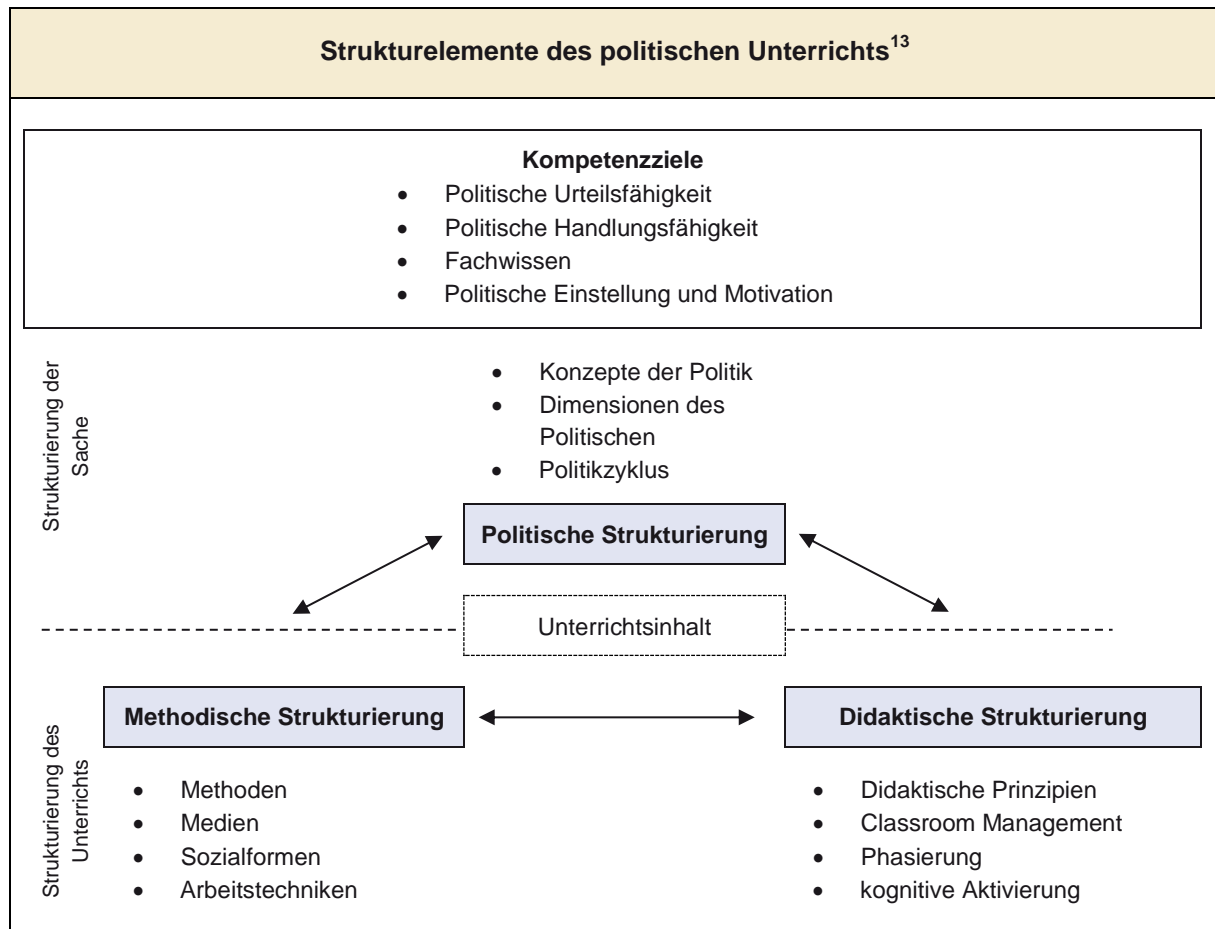 Strukturelemente des politischen Unterrichts13
Kompetenzziele
• Politische Urteilsfähigkeit
• Politische Handlungsfähigkeit
• Fachwissen
• Politische Einstellung und Motivation
Strukturierung der
Sache
• Konzepte der Politik
• Dimensionen des
Politischen
• Politikzyklus
Politische Strukturierung
Unterrichtsinhalt
Strukturierung des
Unterrichts
Methodische Strukturierung
• Methoden
• Medien
• Sozialformen
• Arbeitstechniken
Didaktische Strukturierung
• Didaktische Prinzipien
• Classroom Management
• Phasierung
• kognitive Aktivierung